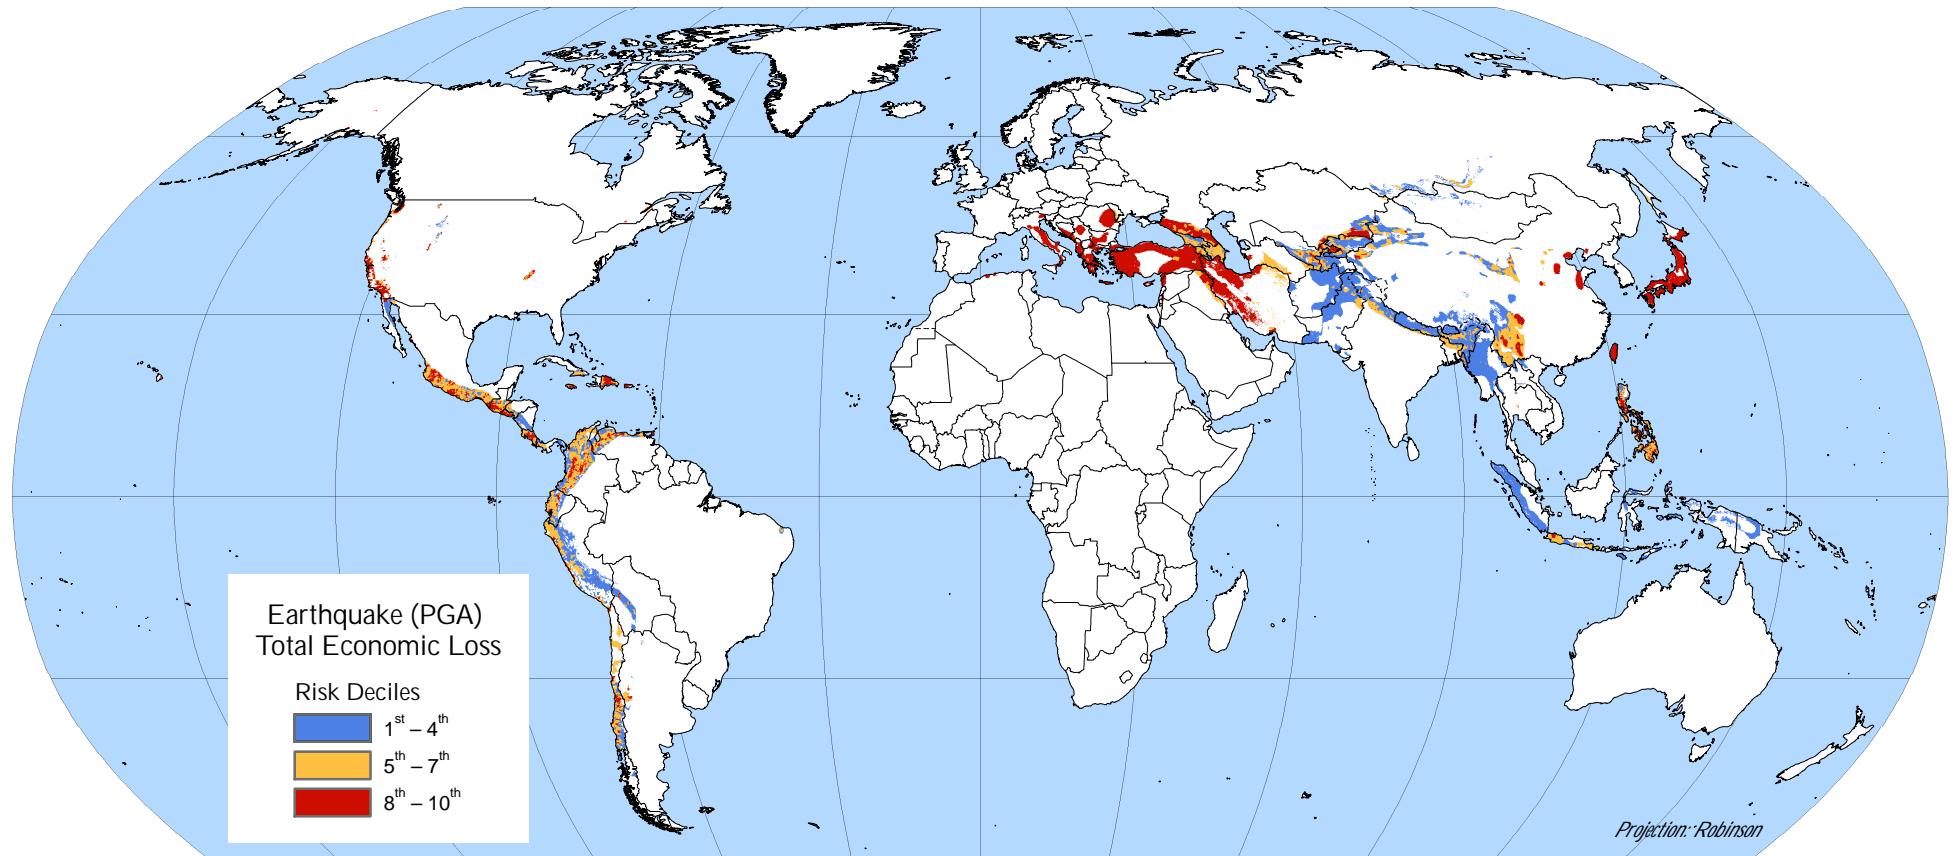 Earthquake (PGA)
Total Economic Loss
Risk Deciles
1st – 4th
5th – 7th
8th – 10th
Projection: Robinson